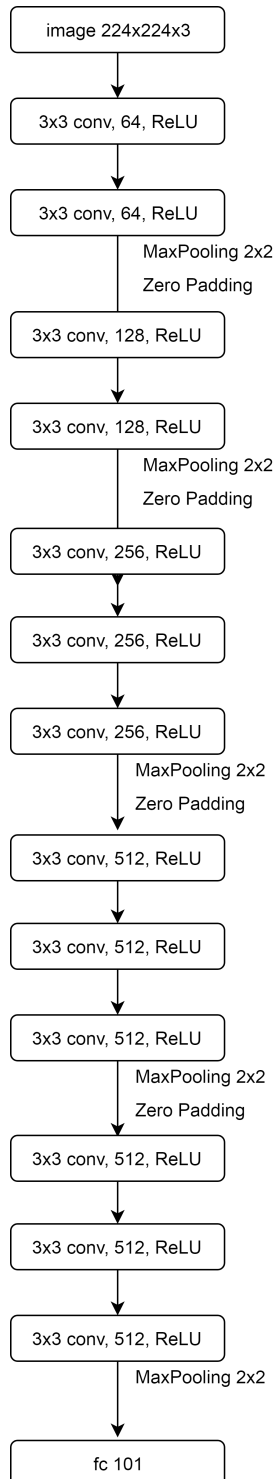 image 224x224x3
3x3 conv, 64, ReLU
3x3 conv, 64, ReLU
MaxPooling 2x2
Zero Padding
3x3 conv, 128, ReLU
3x3 conv, 128, ReLU
MaxPooling 2x2
Zero Padding
3x3 conv, 256, ReLU
3x3 conv, 256, ReLU
3x3 conv, 256, ReLU
MaxPooling 2x2
Zero Padding
3x3 conv, 512, ReLU
3x3 conv, 512, ReLU
3x3 conv, 512, ReLU
MaxPooling 2x2
Zero Padding
3x3 conv, 512, ReLU
3x3 conv, 512, ReLU
3x3 conv, 512, ReLU
MaxPooling 2x2
fc 101